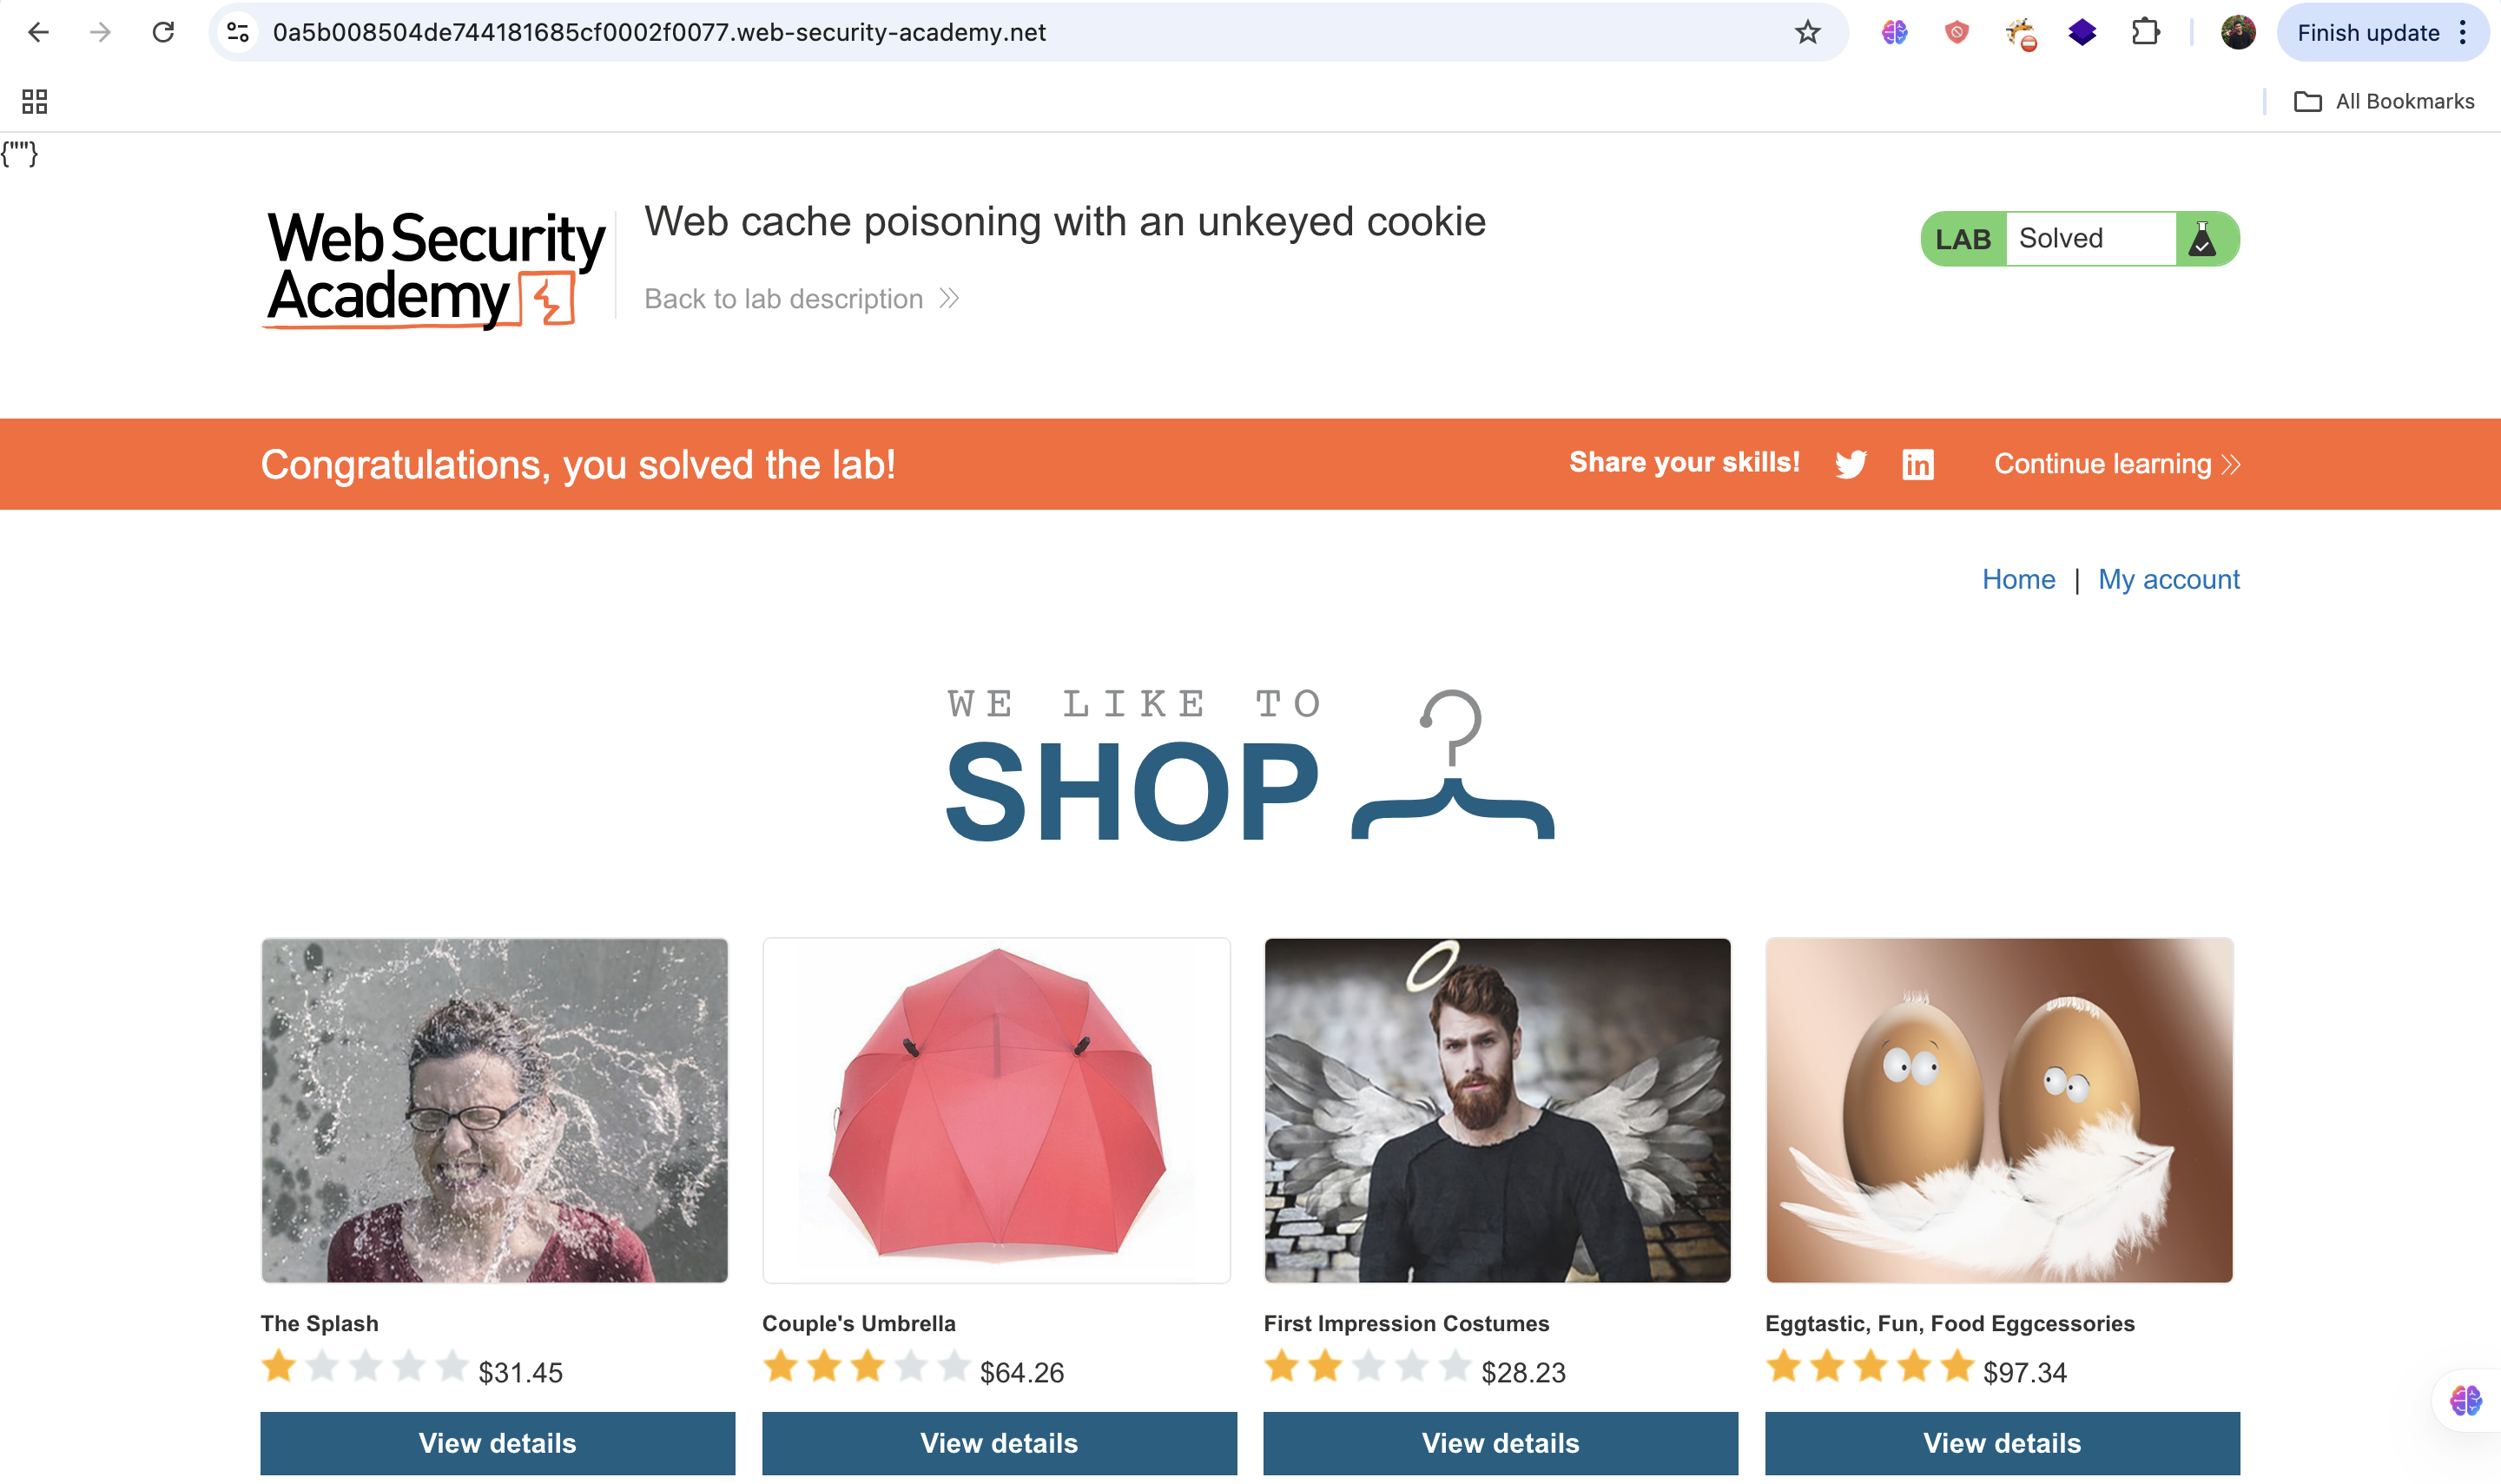 0a5b008504de744181685cf0002f0077.web-security-academy.net
Finish update
All Bookmarks
{""}
Web Security
Academy
Web cache poisoning with an unkeyed cookie
Back to lab description
LAB Solved
Congratulations, you solved the lab!
Share your skills!
in
Continue learning
Home | My account
WE LIKE TO
SHOP
The Splash
$31.45
View details
Couple's Umbrella
$64.26
View details
First Impression Costumes
$28.23
View details
Eggtastic, Fun, Food Eggcessories
$97.34
View details